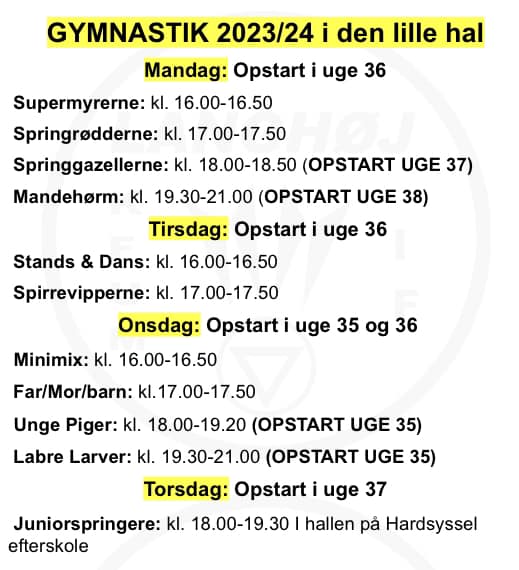 GYMNASTIK 2023/24 i den lille hal
Mandag: Opstart i uge 36
Supermyrerne: kl. 16.00-16.50
Springrødderne: kl. 17.00-17.50
Springgazellerne: kl. 18.00-18.50 (OPSTART UGE 37)
Mandehørm: kl. 19.30-21.00 (OPSTART UGE 38)
Tirsdag: Opstart i uge 36
Stands & Dans: kl. 16.00-16.50
Spirrevipperne: kl. 17.00-17.50
Onsdag: Opstart i uge 35 og 36
Minimix: kl. 16.00-16.50
Far/Mor/barn: kl.17.00-17.50
Unge Piger: kl. 18.00-19.20 (OPSTART UGE 35)
Labre Larver: kl. 19.30-21.00 (OPSTART UGE 35)
Torsdag: Opstart i uge 37
Juniorspringere: kl. 18.00-19.30 I hallen på Hardsyssel
efterskole